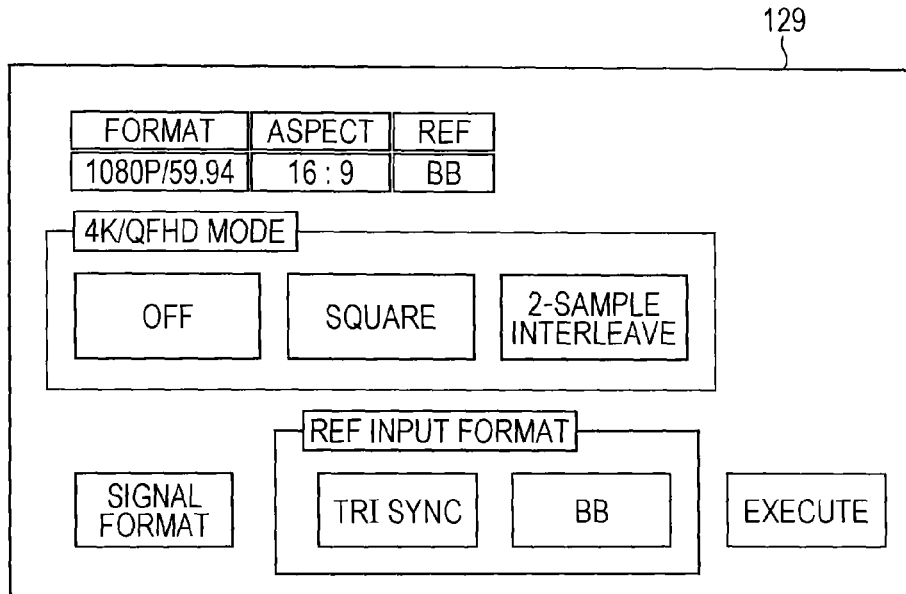 129
FORMAT ASPECT REF
1080P/59.94 16 : 9 BB
4K/QFHD MODE
OFF SQUARE 2-SAMPLE
INTERLEAVE
REF INPUT FORMAT
SIGNAL
FORMAT TRI SYNC BB EXECUTE